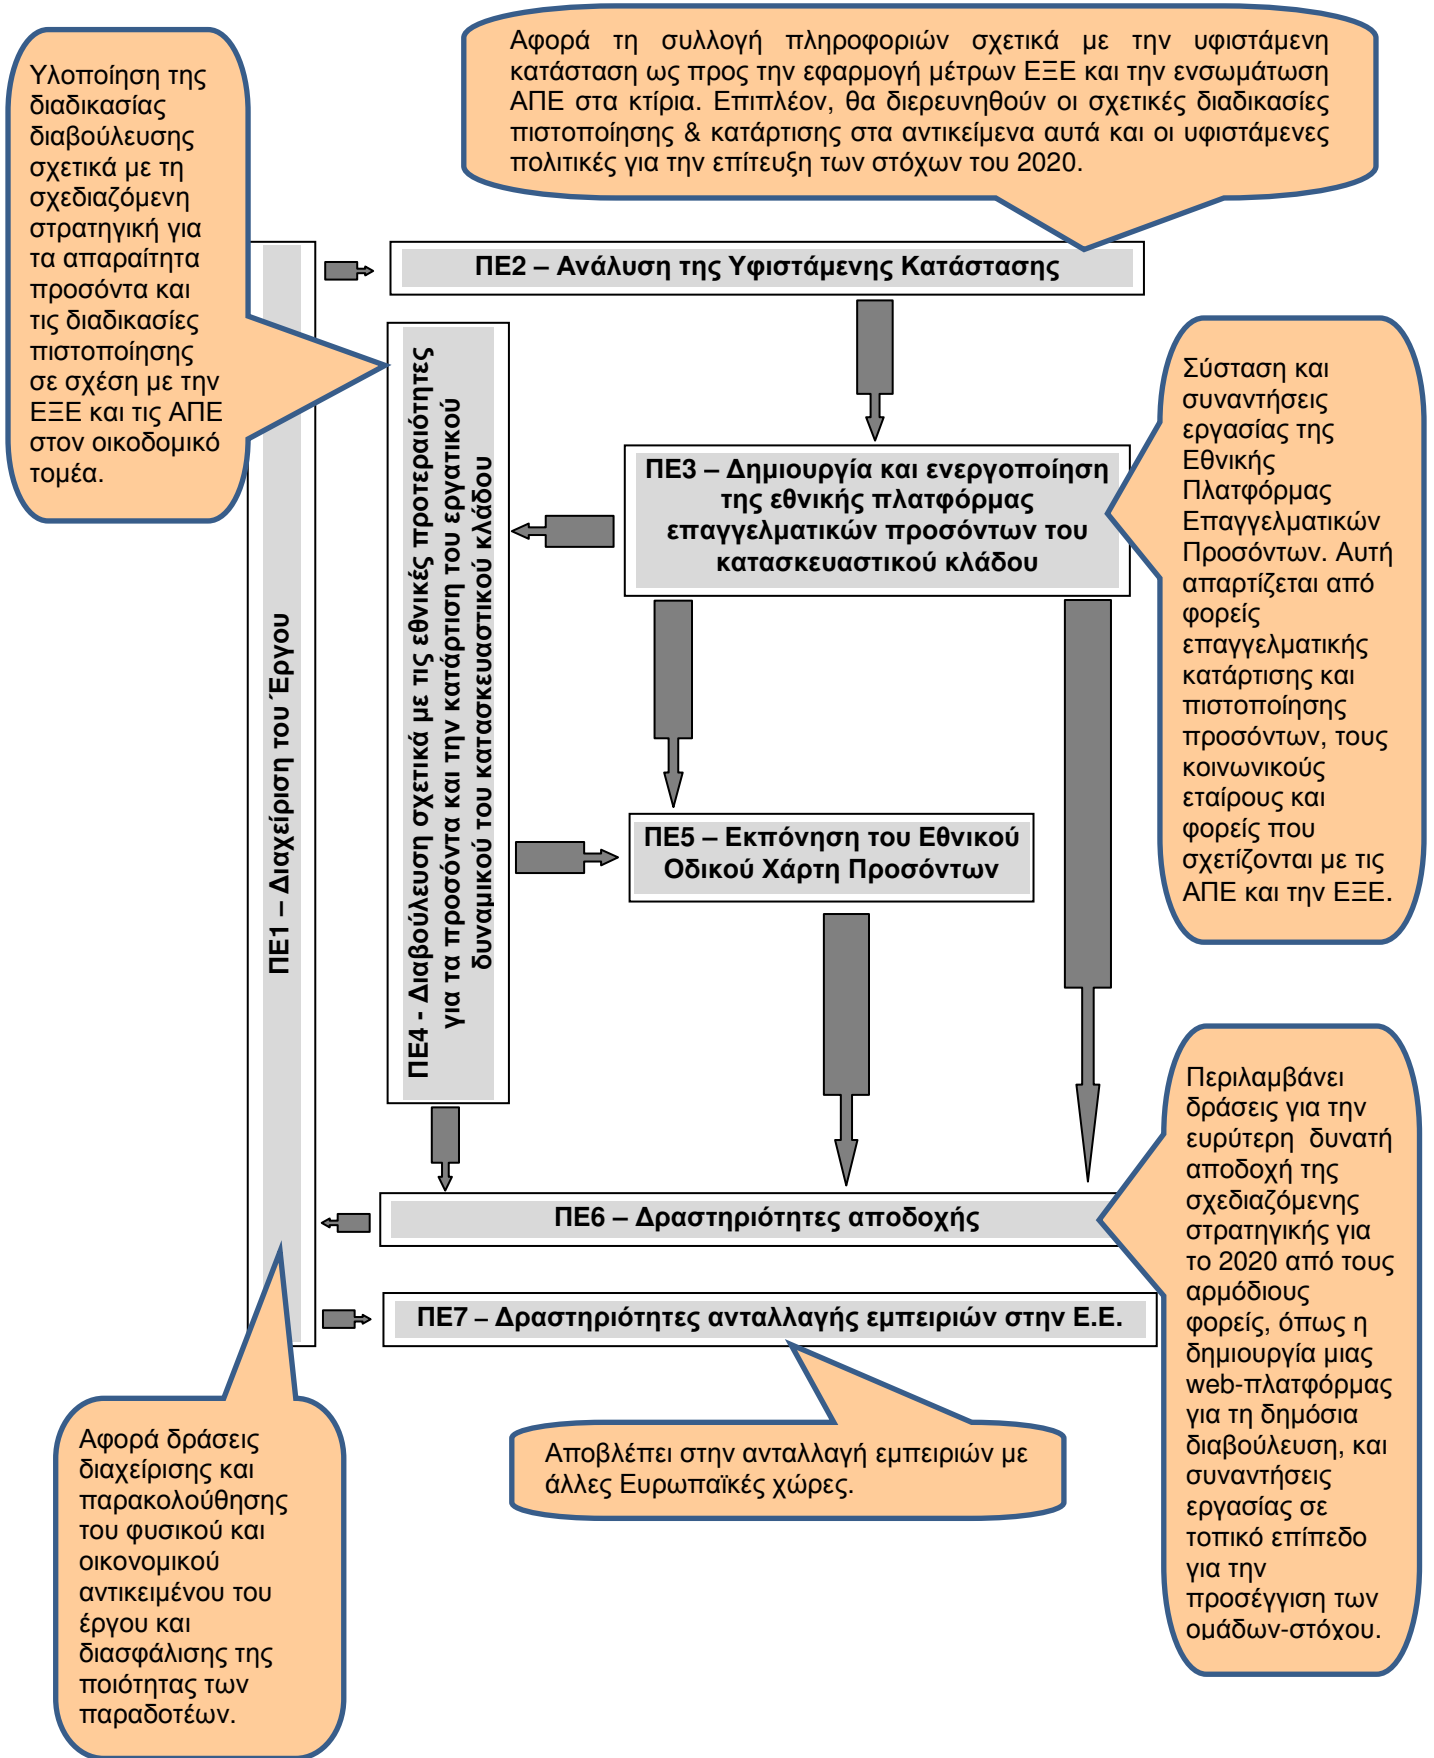 Αφορά τη συλλογή πληροφοριών σχετικά με την υφιστάμενη
κατάσταση ως προς την εφαρμογή μέτρων ΕΞΕ και την ενσωμάτωση
ΑΠΕ στα κτίρια. Επιπλέον, θα διερευνηθούν οι σχετικές διαδικασίες
πιστοποίησης & κατάρτισης στα αντικείμενα αυτά και οι υφιστάμενες
πολιτικές για την επίτευξη των στόχων του 2020.
Υλοποίηση της
διαδικασίας
διαβούλευσης
σχετικά με τη
σχεδιαζόμενη
στρατηγική για
τα απαραίτητα
προσόντα και
τις διαδικασίες
πιστοποίησης
σε σχέση με την
ΕΞΕ και τις ΑΠΕ
στον οικοδομικό
τομέα.
ΠΕ2 – Ανάλυση της Υφιστάμενης Κατάστασης
ΠΕ1 – Διαχείριση του Έργου
ΠΕ4 - Διαβούλευση σχετικά με τις εθνικές προτεραιότητες
για τα προσόντα και την κατάρτιση του εργατικού
δυναμικού του κατασκευαστικού κλάδου
ΠΕ3 – Δημιουργία και ενεργοποίηση
της εθνικής πλατφόρμας
επαγγελματικών προσόντων του
κατασκευαστικού κλάδου
Σύσταση και
συναντήσεις
εργασίας της
Εθνικής
Πλατφόρμας
Επαγγελματικών
Προσόντων. Αυτή
απαρτίζεται από
φορείς
επαγγελματικής
κατάρτισης και
πιστοποίησης
προσόντων, τους
κοινωνικούς
εταίρους και
φορείς που
σχετίζονται με τις
ΑΠΕ και την ΕΞΕ.
ΠΕ5 – Εκπόνηση του Εθνικού
Οδικού Χάρτη Προσόντων
ΠΕ6 – Δραστηριότητες αποδοχής
Περιλαμβάνει
δράσεις για την
ευρύτερη δυνατή
αποδοχή της
σχεδιαζόμενης
στρατηγικής για
το 2020 από τους
αρμόδιους
φορείς, όπως η
δημιουργία μιας
web-πλατφόρμας
για τη δημόσια
διαβούλευση, και
συναντήσεις
εργασίας σε
τοπικό επίπεδο
για την
προσέγγιση των
ομάδων-στόχου.
ΠΕ7 – Δραστηριότητες ανταλλαγής εμπειριών στην Ε.Ε.
Αφορά δράσεις
διαχείρισης και
παρακολούθησης
του φυσικού και
οικονομικού
αντικειμένου του
έργου και
διασφάλισης της
ποιότητας των
παραδοτέων.
Αποβλέπει στην ανταλλαγή εμπειριών με
άλλες Ευρωπαϊκές χώρες.